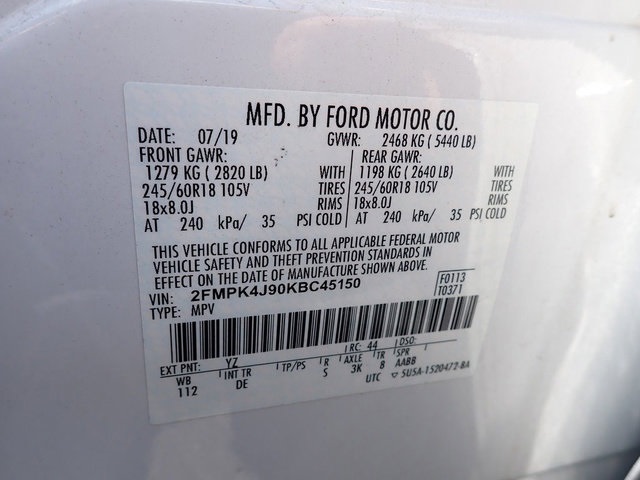 MFD. BY FORD MOTOR CO.
DATE: 07/19 GVWR: 2468 KG ( 5440 LB)
FRONT GAWR: REAR GAWR:
1279 KG ( 2820 LB) WITH 1198 KG ( 2640 LB) WITH
245/60R18 105V TIRES 245/60R18 105V TIRES
18x8.0J RIMS 18x8.0J RIMS
AT 240 kPa/ 35 PSI COLD AT 240 kPa/ 35 PSI COLD
THIS VEHICLE CONFORMS TO ALL APPLICABLE FEDERAL MOTOR
VEHICLE SAFETY AND THEFT PREVENTION STANDARDS IN
EFFECT ON THE DATE OF MANUFACTURE SHOWN ABOVE.
VIN: 2FMPK4J90KBC45150 F0113
TYPE: MPV T0371
EXT PNT: YZ RC: 44 DSO:
WB INT TR TP/PS R AXLE TR SPR
112 DE S 3K 8 AABB
UTC 5U5A-1520472-BA